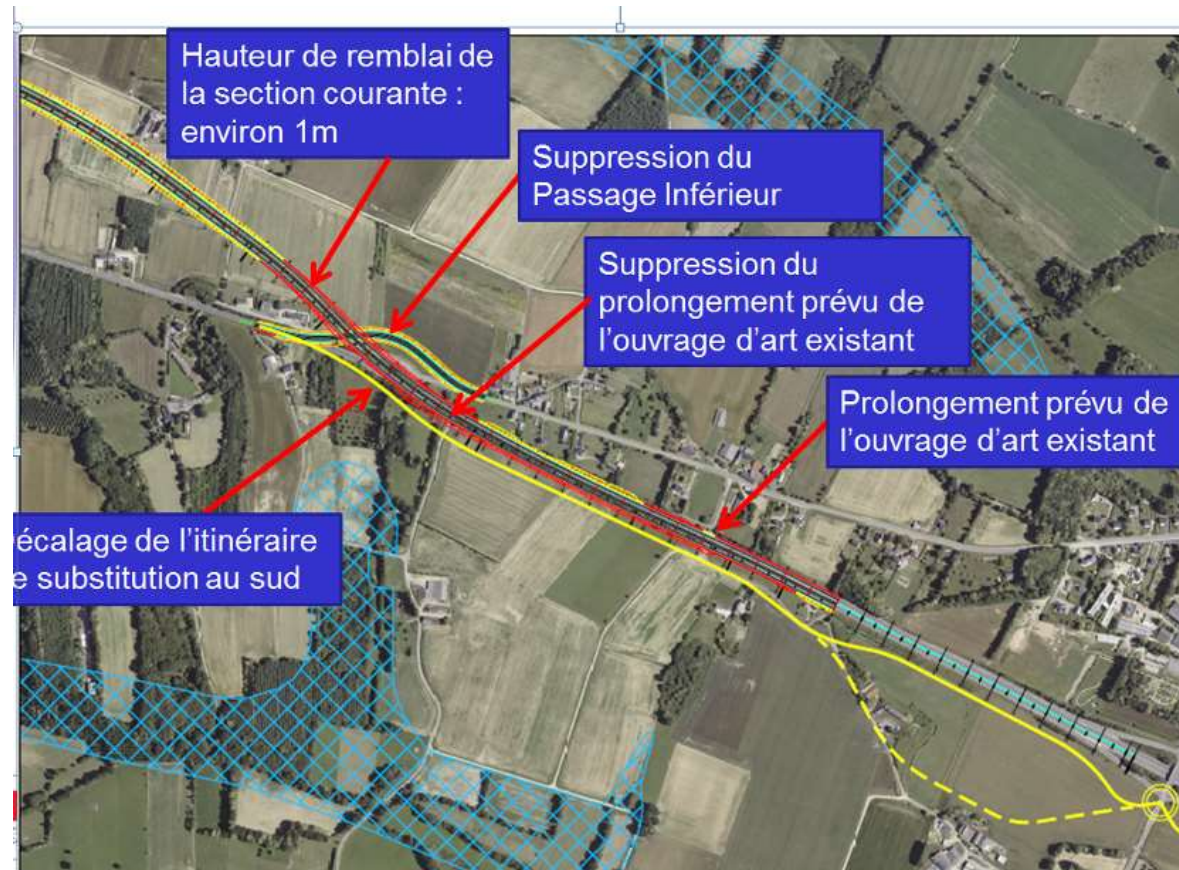 Hauteur de remblai de
la section courante :
environ 1m
Suppression du
Passage Inférieur
Suppression du
prolongement prévu de
l'ouvrage d'art existant
Prolongement prévu de
l'ouvrage d'art existant
écalage de l'itinéraire
e substitution au sud